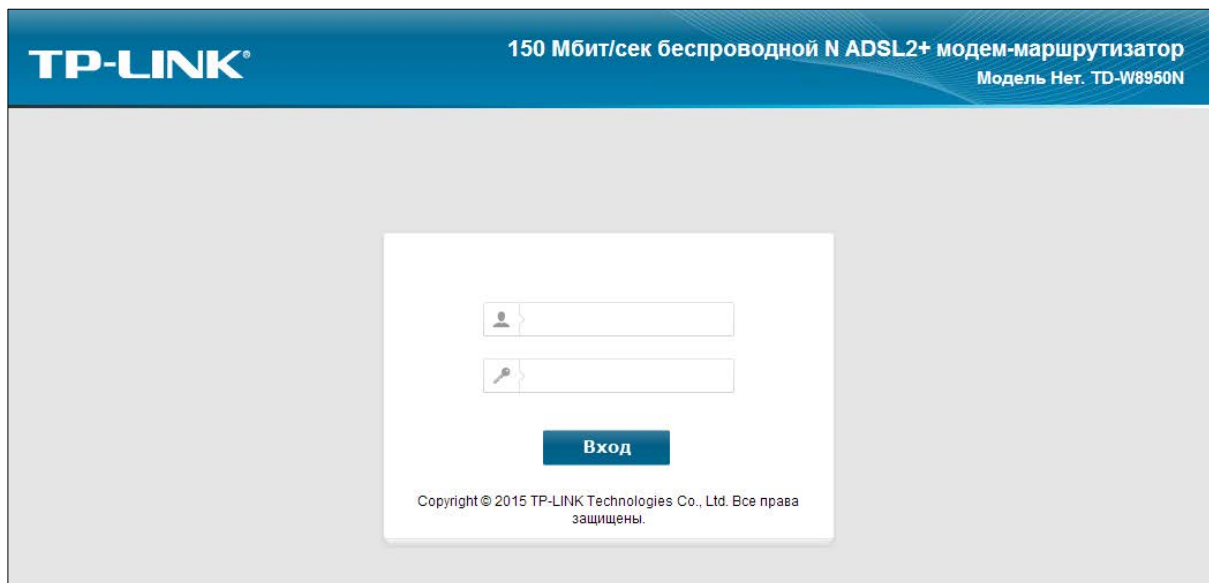 TP-LINK®
150 Мбит/сек беспроводной N ADSL2+ модем-маршрутизатор
Модель Нет. TD-W8950N
Вход
Copyright © 2015 TP-LINK Technologies Co., Ltd. Все права
защищены.